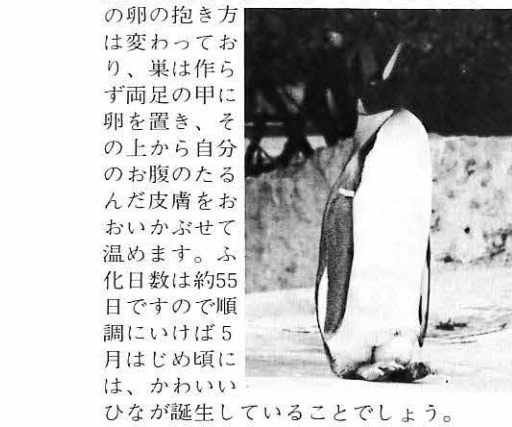 の卵の抱き方
は変わってお
り、巣は作ら
ず両足の甲に
卵を置き、そ
の上から自分
のお腹のたる
んだ皮膚をお
おいかぶせて
温めます。ふ
化日数は約55
日ですので順
調にいけば5
月はじめ頃に
は、かわいい
ひなが誕生していることでしょう。